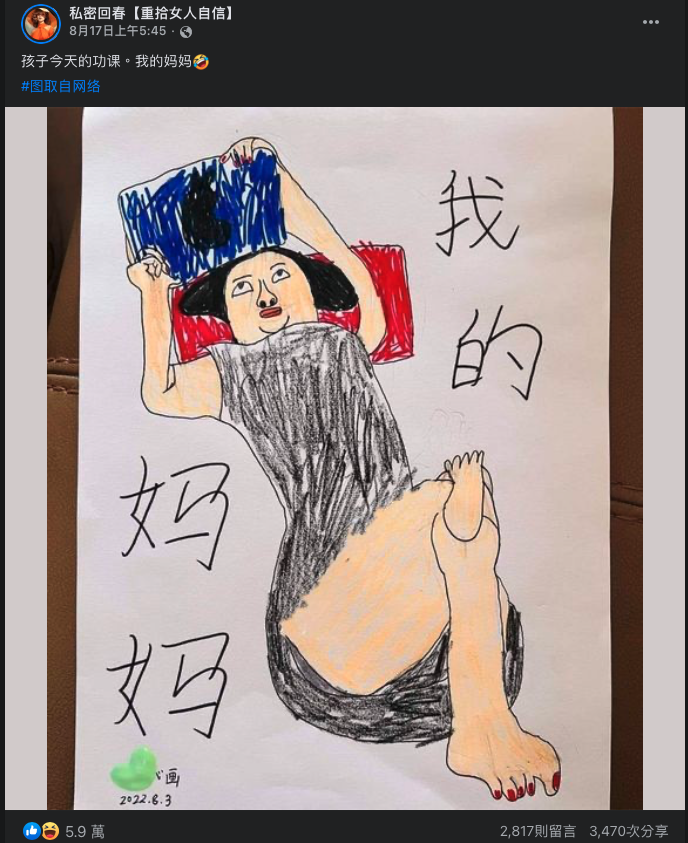 私密回春【重拾女人自信】
8月17日上午5:45
孩子今天的功课。我的妈妈🤣
#图取自网络
我的
妈妈
画
2022.8.3
5.9 萬
2,817則留言 3,470次分享